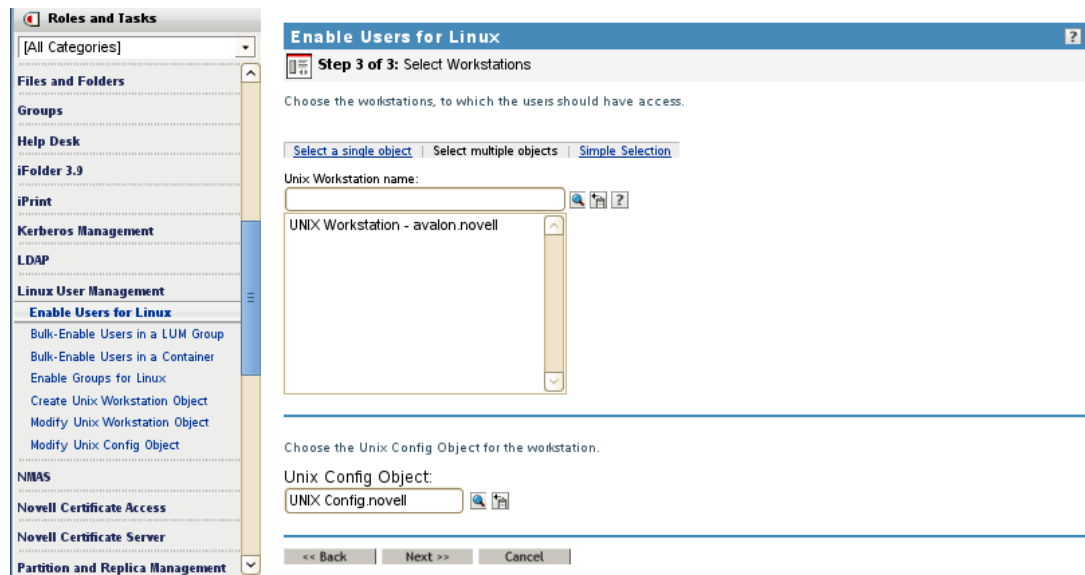 Roles and Tasks
[All Categories]
Files and Folders
Groups
Help Desk
iFolder 3.9
iPrint
Kerberos Management
LDAP
Linux User Management
Enable Users for Linux
Bulk-Enable Users in a LUM Group
Bulk-Enable Users in a Container
Enable Groups for Linux
Create Unix Workstation Object
Modify Unix Workstation Object
Modify Unix Config Object
NMAS
Novell Certificate Access
Novell Certificate Server
Partition and Replica Management
Enable Users for Linux ?
Step 3 of 3: Select Workstations
Choose the workstations, to which the users should have access.
Select a single object | Select multiple objects | Simple Selection
Unix Workstation name:
?
UNIX Workstation - avalon.novell
Choose the Unix Config Object for the workstation.
Unix Config Object:
UNIX Config.novell
<< Back Next >> Cancel